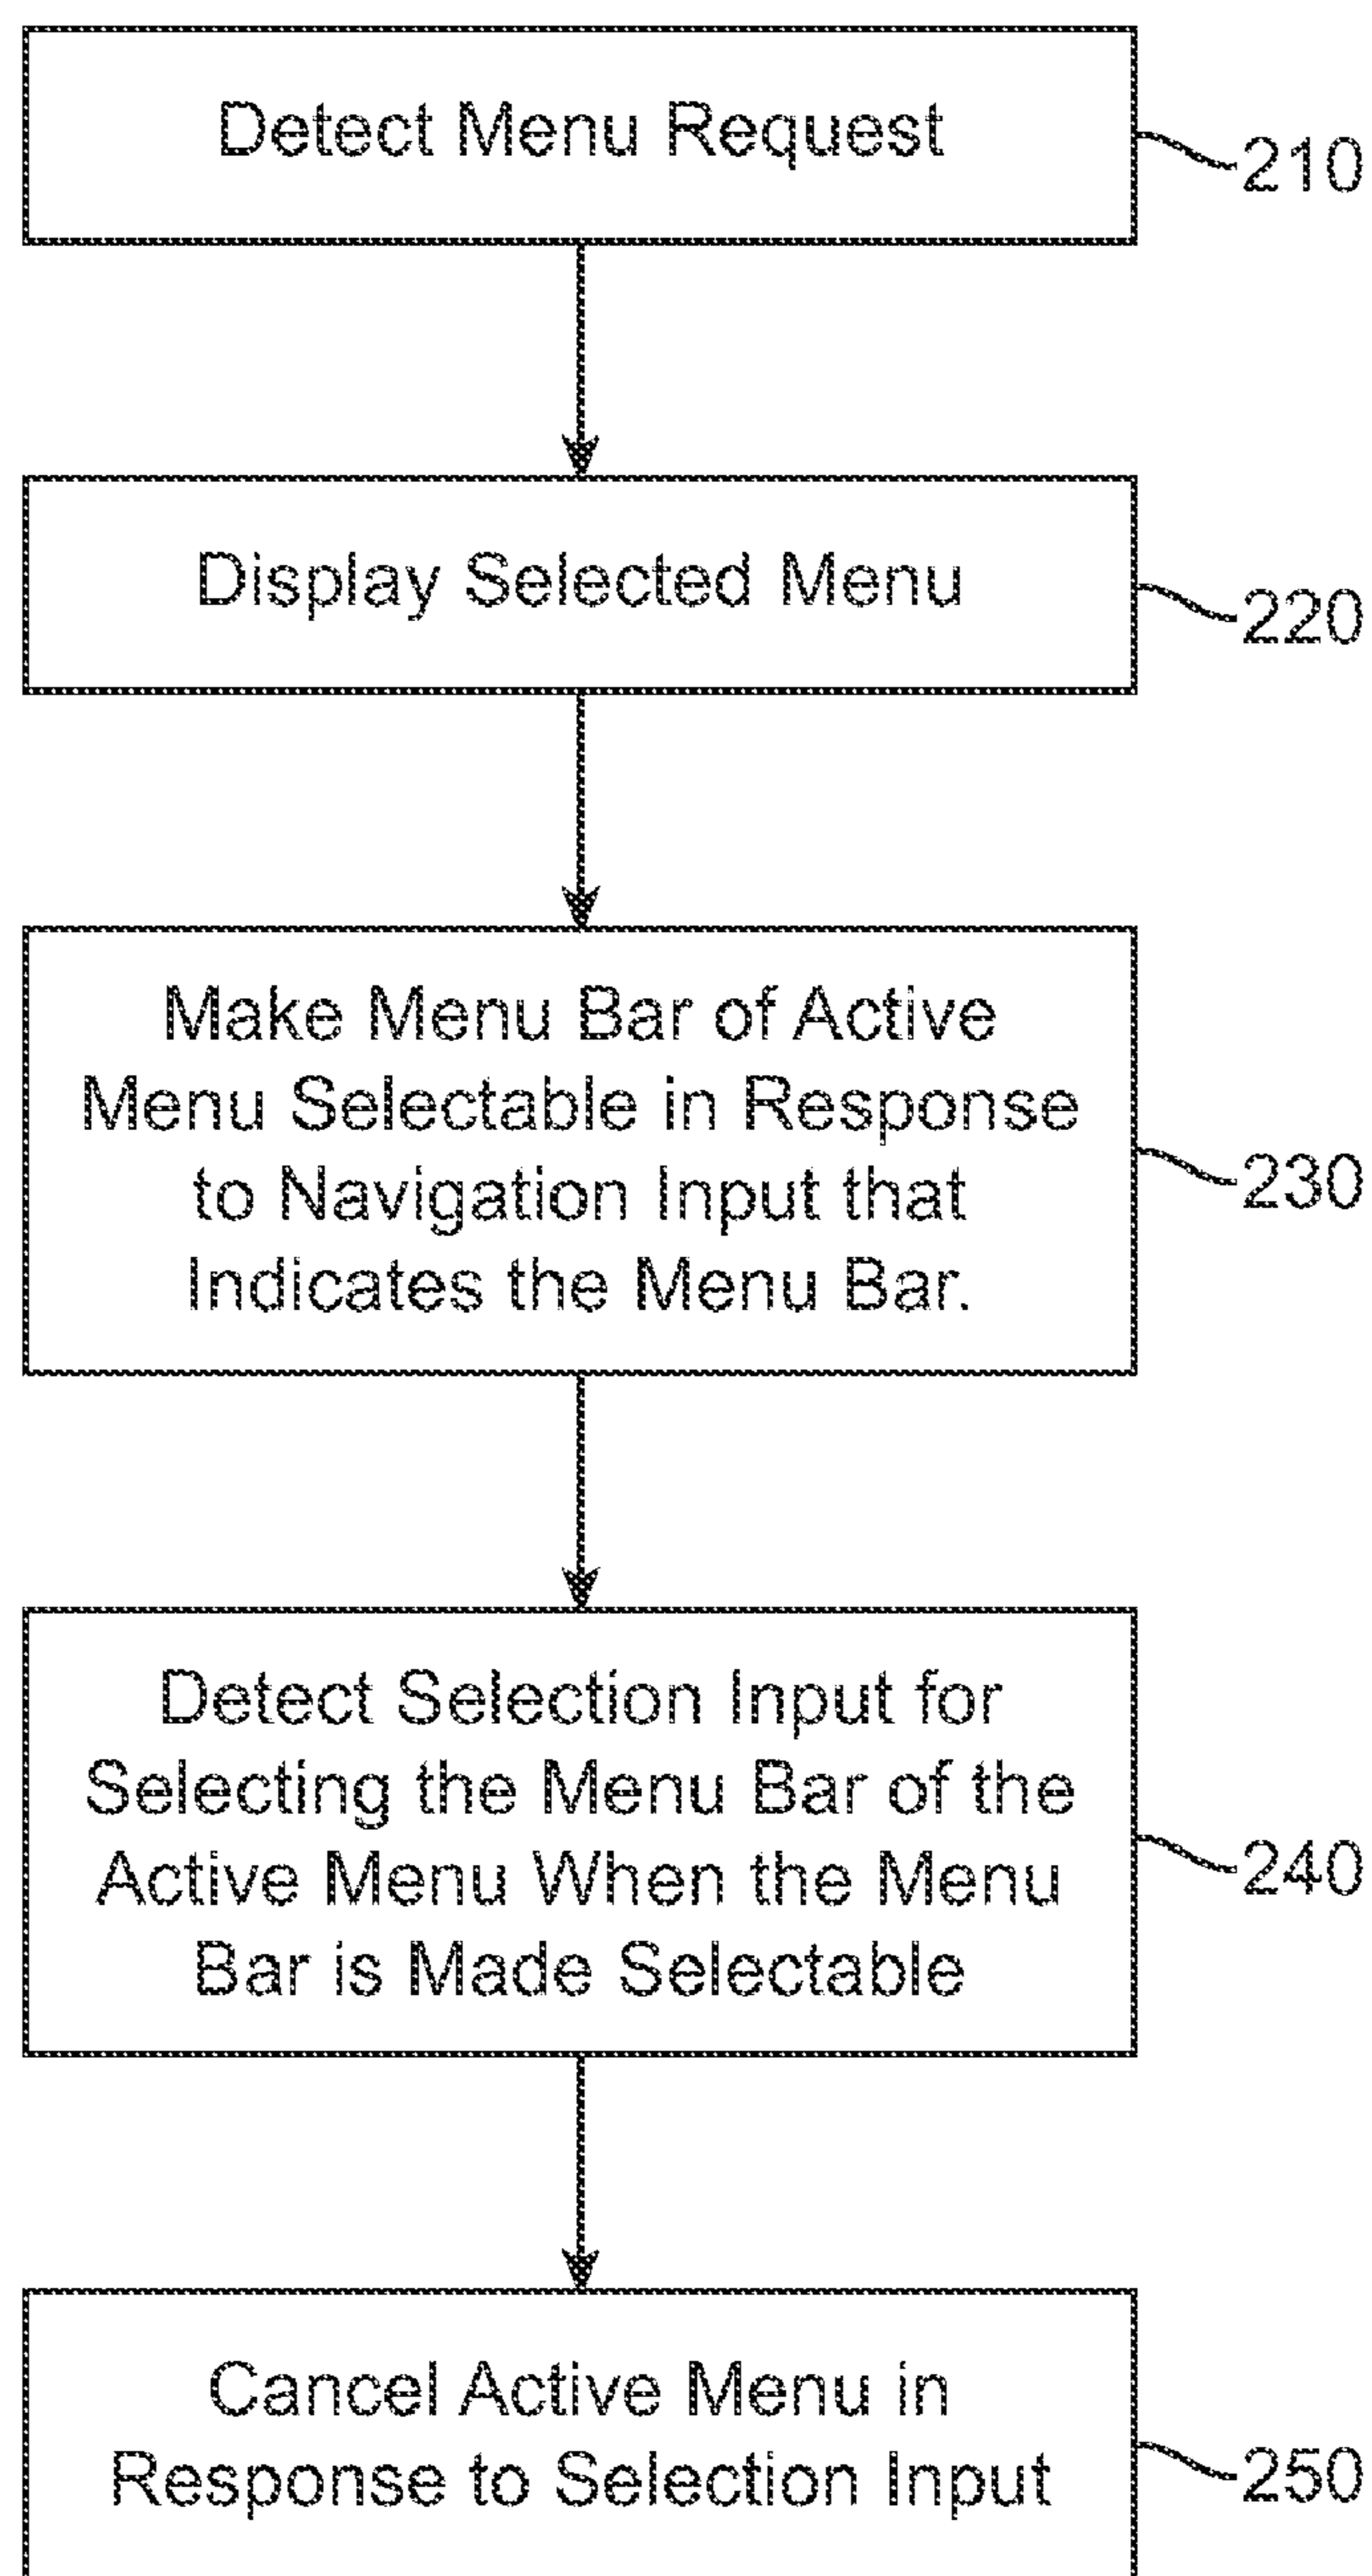 Detect Menu Request
210
Display Selected Menu
220
Make Menu Bar of Active
Menu Selectable in Response
to Navigation Input that
Indicates the Menu Bar.
230
Detect Selection Input for
Selecting the Menu Bar of the
Active Menu When the Menu
Bar is Made Selectable
240
Cancel Active Menu in
Response to Selection Input
250